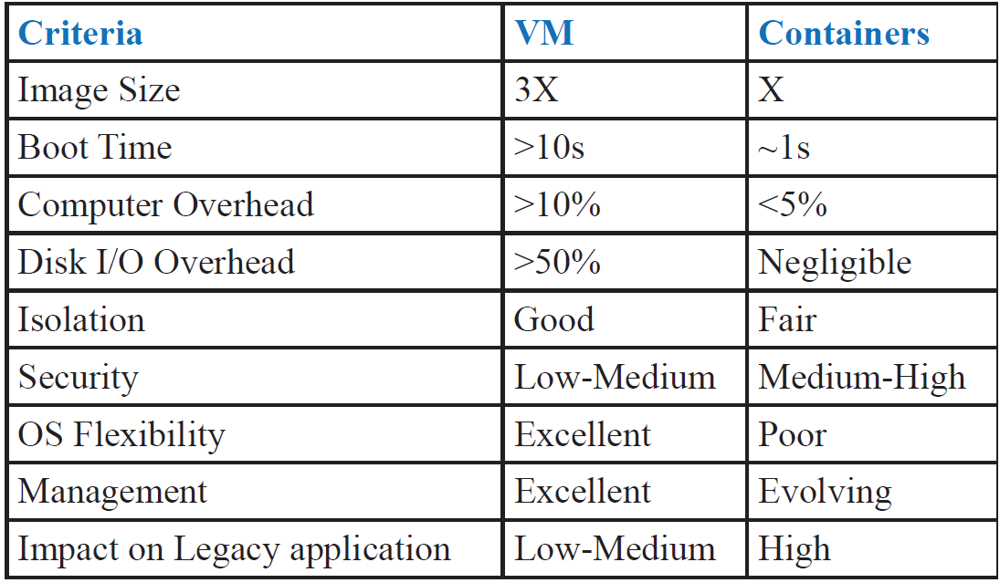 Criteria VM Containers
Image Size 3X X
Boot Time >10s ~1s
Computer Overhead >10% <5%
Disk I/O Overhead >50% Negligible
Isolation Good Fair
Security Low-Medium Medium-High
OS Flexibility Excellent Poor
Management Excellent Evolving
Impact on Legacy application Low-Medium High